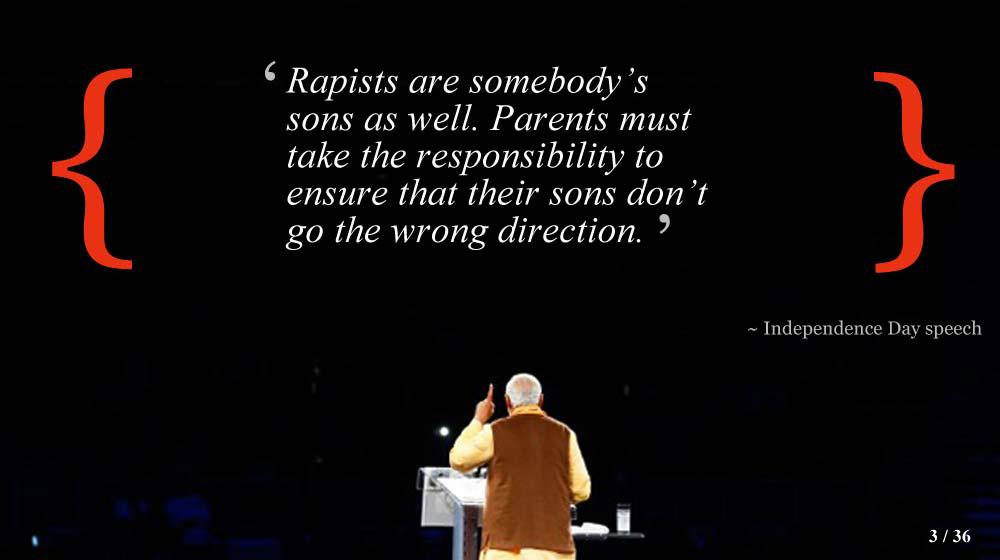 ‘ Rapists are somebody’s
sons as well. Parents must
take the responsibility to
ensure that their sons don’t
go the wrong direction. ’
~ Independence Day speech
3 / 36